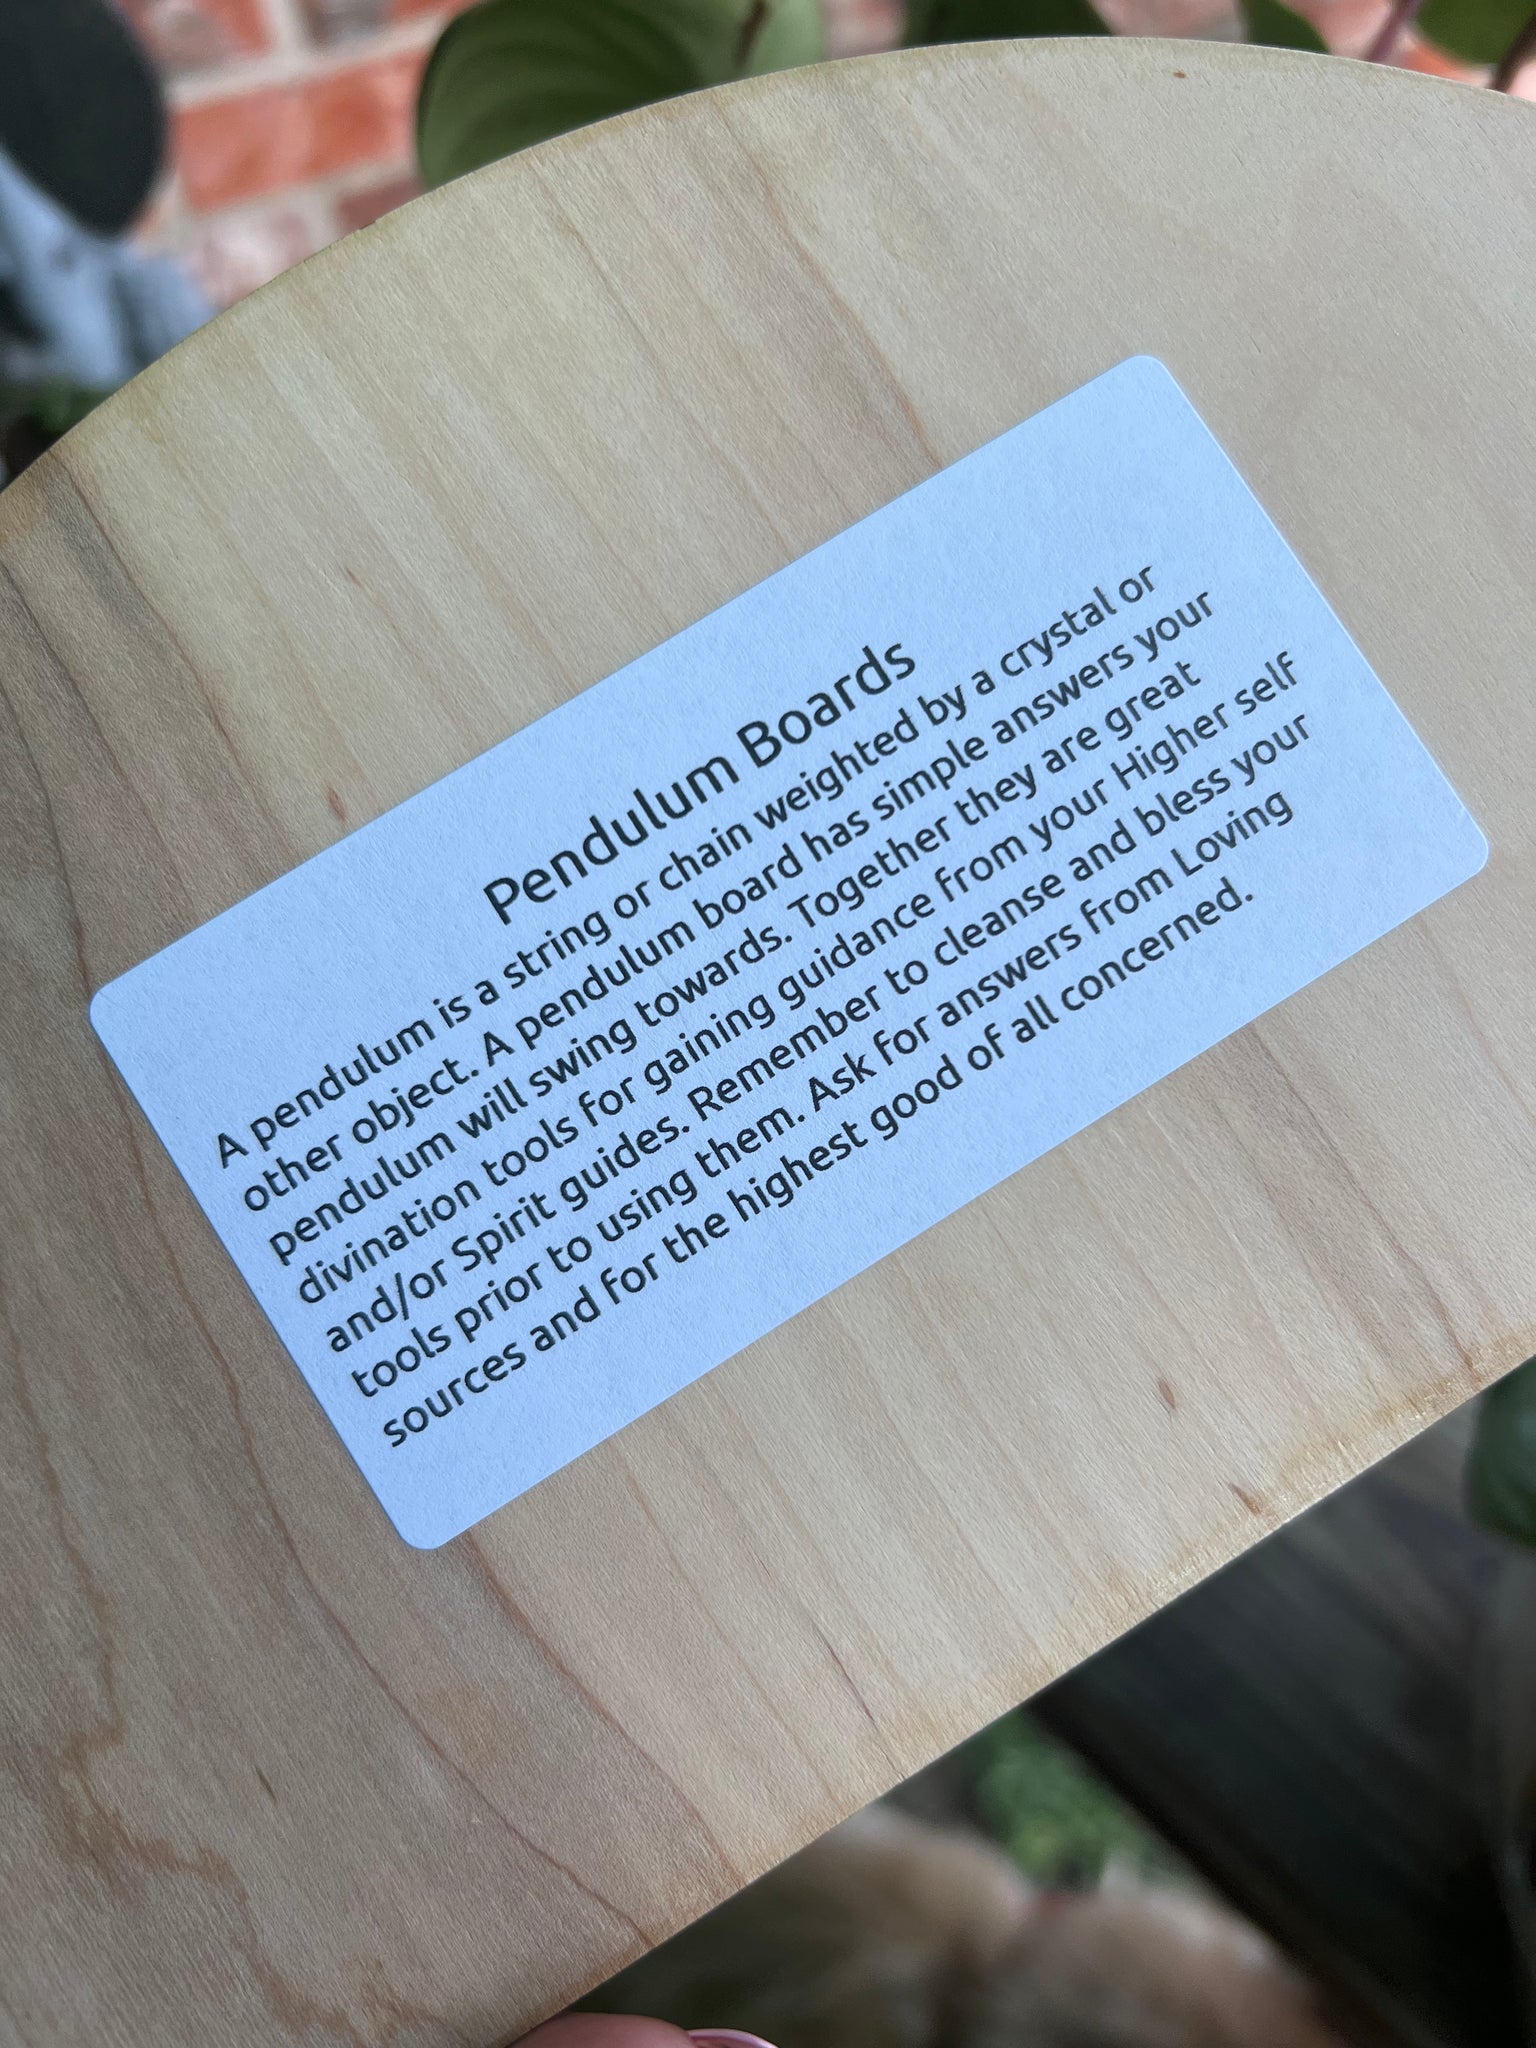 Pendulum Boards
A pendulum is a string or chain weighted by a crystal or
other object. A pendulum board has simple answers your
pendulum will swing towards. Together they are great
divination tools for gaining guidance from your Higher self
and/or Spirit guides. Remember to cleanse and bless your
tools prior to using them. Ask for answers from Loving
sources and for the highest good of all concerned.